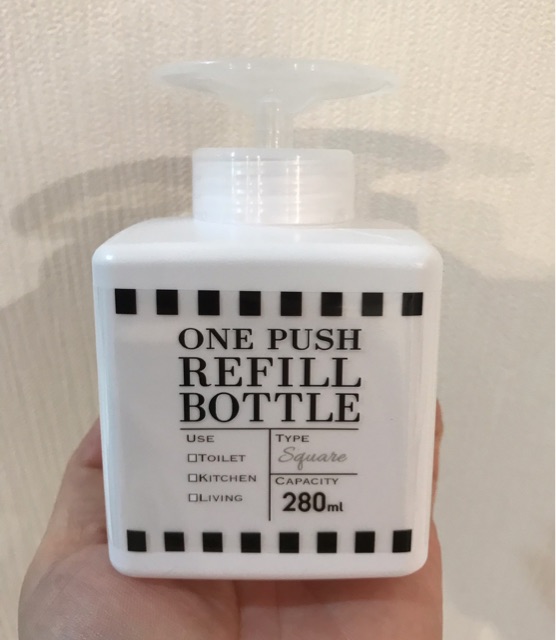 ONE PUSH
REFILL
BOTTLE
USE
□TOILET
□KITCHEN
□LIVING
TYPE
Square
CAPACITY
280ml